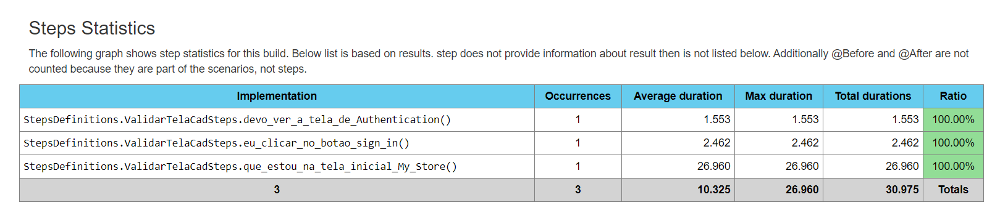 Steps Statistics
The following graph shows step statistics for this build. Below list is based on results. step does not provide information about result then is not listed below. Additionally @Before and @After are not
counted because they are part of the scenarios, not steps.
Implementation Occurrences Average duration Max duration Total durations Ratio
StepsDefinitions.ValidarTelaCadSteps.devo_ver_a_tela_de_Authentication() 1 1.553 1.553 1.553 100.00%
StepsDefinitions.ValidarTelaCadSteps.eu_clicar_no_botao_sign_in() 1 2.462 2.462 2.462 100.00%
StepsDefinitions.ValidarTelaCadSteps.que_estou_na_tela_inicial_My_Store() 1 26.960 26.960 26.960 100.00%
3 3 10.325 26.960 30.975 Totals